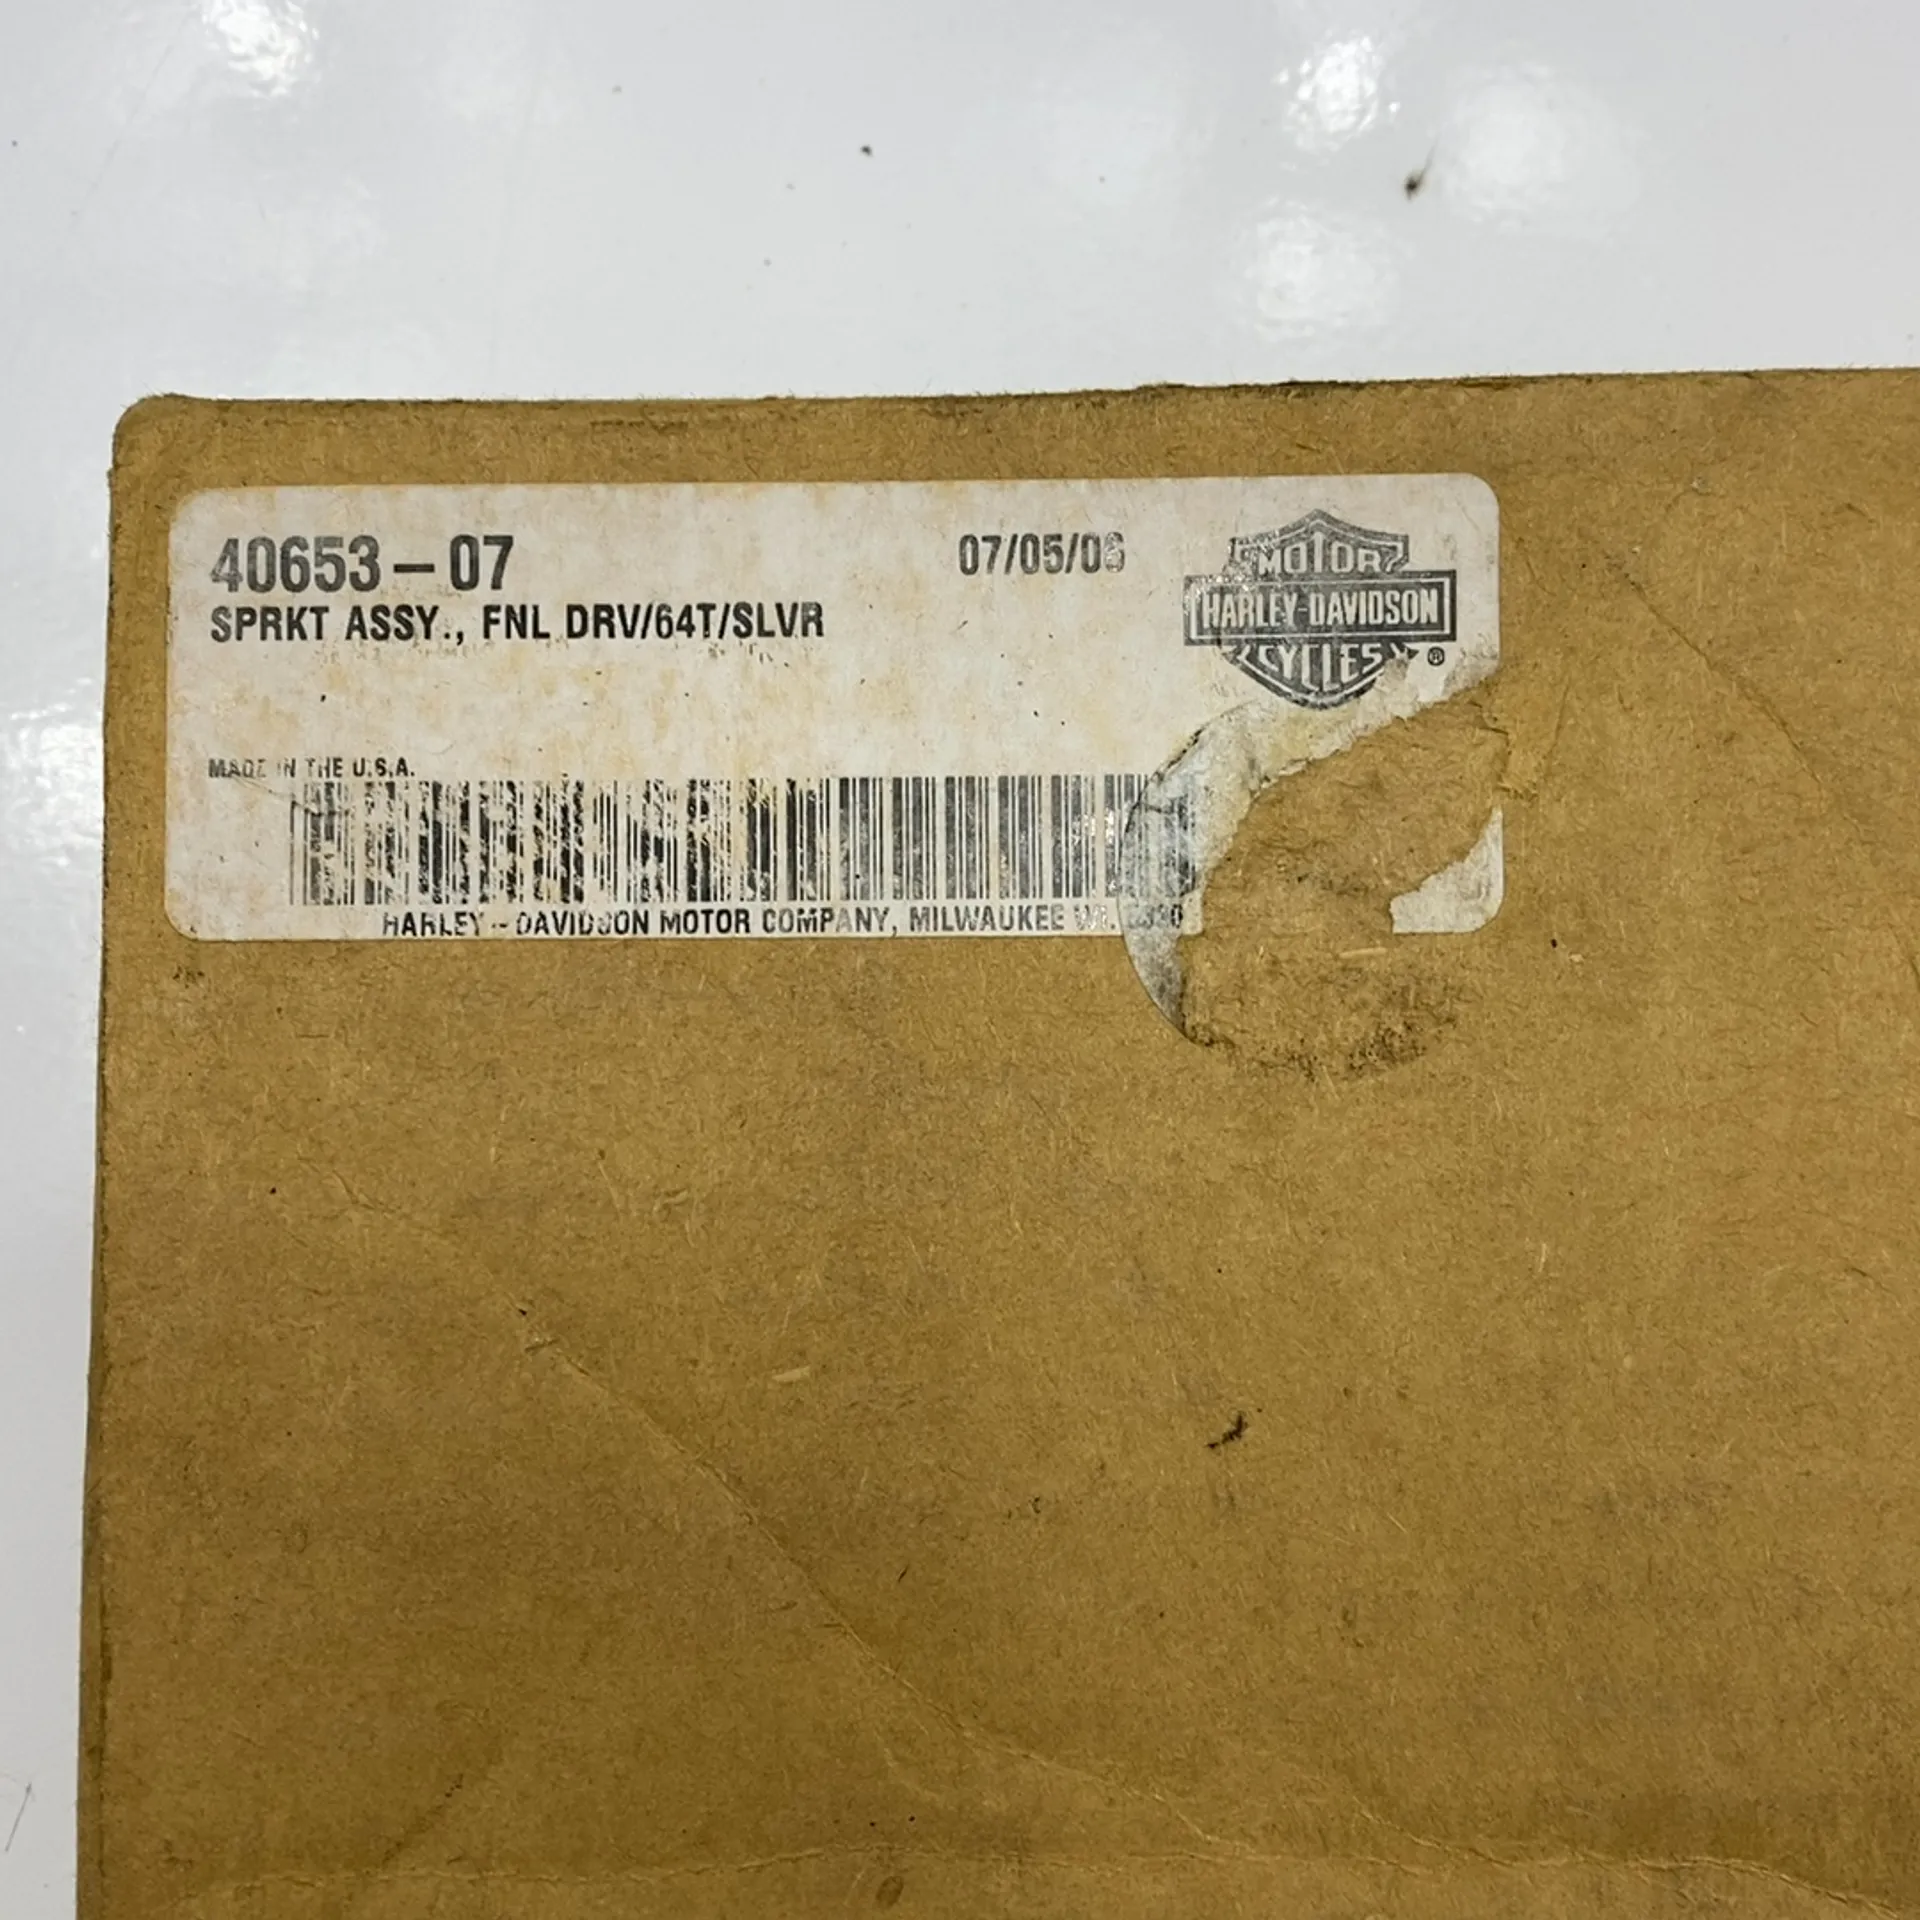 40653-07
07/05/06
SPRKT ASSY., FNL DRV/64T/SLVR
MOTOR
HARLEY-DAVIDSON
CYCLES
®
MADE IN THE U.S.A.
HARLEY-DAVIDSON MOTOR COMPANY, MILWAUKEE WI.